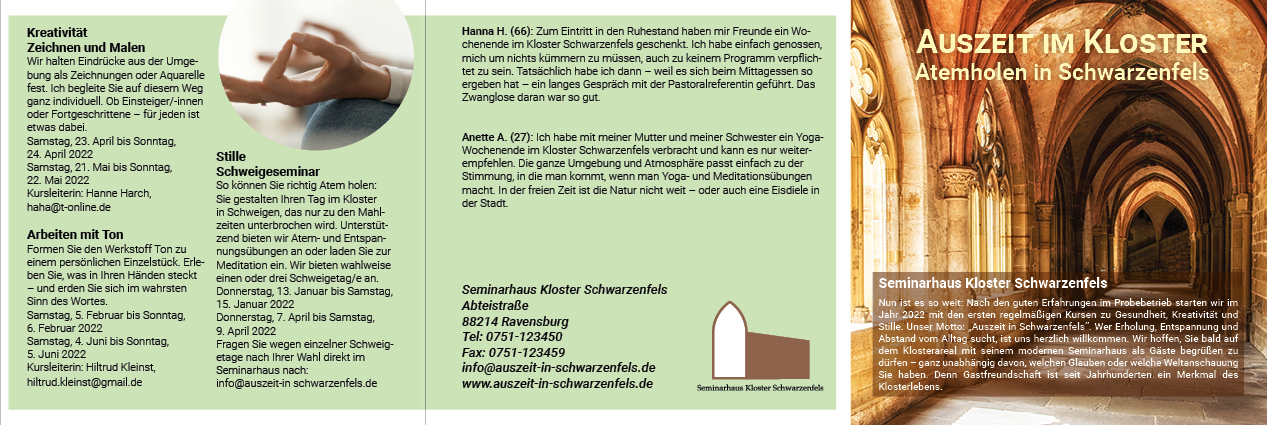 Kreativität
Zeichnen und Malen
Wir halten Eindrücke aus der Umge-
bung als Zeichnungen oder Aquarelle
fest. Ich begleite Sie auf diesem Weg
ganz individuell. Ob Einsteiger/-innen
oder Fortgeschrittene – für jeden ist
etwas dabei.
Samstag, 23. April bis Sonntag,
24. April 2022
Samstag, 21. Mai bis Sonntag,
22. Mai 2022
Kursleiterin: Hanne Harch,
haha@t-online.de
Arbeiten mit Ton
Formen Sie den Werkstoff Ton zu
einem persönlichen Einzelstück. Erle-
ben Sie, was in Ihren Händen steckt
– und erden Sie sich im wahrsten
Sinn des Wortes.
Samstag, 5. Februar bis Sonntag,
6. Februar 2022
Samstag, 4. Juni bis Sonntag,
5. Juni 2022
Kursleiterin: Hiltrud Kleinst,
hiltrud.kleinst@gmail.de
Stille
Schweigeseminar
So können Sie richtig Atem holen:
Sie gestalten Ihren Tag im Kloster
in Schweigen, das nur zu den Mahl-
zeiten unterbrochen wird. Unterstüt-
zend bieten wir Atem- und Entspan-
nungsübungen an oder laden Sie zur
Meditation ein. Wir bieten wahlweise
einen oder drei Schweigetag/e an.
Donnerstag, 13. Januar bis Samstag,
15. Januar 2022
Donnerstag, 7. April bis Samstag,
9. April 2022
Fragen Sie wegen einzelner Schweig-
etage nach Ihrer Wahl direkt im
Seminarhaus nach:
info@auszeit-in schwarzenfels.de
Hanna H. (66): Zum Eintritt in den Ruhestand haben mir Freunde ein Wo-
chenende im Kloster Schwarzenfels geschenkt. Ich habe einfach genossen,
mich um nichts kümmern zu müssen, auch zu keinem Programm verpflich-
tet zu sein. Tatsächlich habe ich dann – weil es sich beim Mittagessen so
ergeben hat – ein langes Gespräch mit der Pastoralreferentin geführt. Das
Zwanglose daran war so gut.
Anette A. (27): Ich habe mit meiner Mutter und meiner Schwester ein Yoga-
Wochenende im Kloster Schwarzenfels verbracht und kann es nur weiter-
empfehlen. Die ganze Umgebung und Atmosphäre passt einfach zu der
Stimmung, in die man kommt, wenn man Yoga- und Meditationsübungen
macht. In der freien Zeit ist die Natur nicht weit – oder auch eine Eisdiele in
der Stadt.
Seminarhaus Kloster Schwarzenfels
Abteistraße
88214 Ravensburg
Tel: 0751-123450
Fax: 0751-123459
info@auszeit-in-schwarzenfels.de
www.auszeit-in-schwarzenfels.de
Seminarhaus Kloster Schwarzenfels
Auszeit im Kloster
Atemholen in Schwarzenfels
Seminarhaus Kloster Schwarzenfels
Nun ist es so weit: Nach den guten Erfahrungen im Probebetrieb starten wir im
Jahr 2022 mit den ersten regelmäßigen Kursen zu Gesundheit, Kreativität und
Stille. Unser Motto: „Auszeit in Schwarzenfels“. Wer Erholung, Entspannung und
Abstand vom Alltag sucht, ist uns herzlich willkommen. Wir hoffen, Sie bald auf
dem Klosterareal mit seinem modernen Seminarhaus als Gäste begrüßen zu
dürfen – ganz unabhängig davon, welchen Glauben oder welche Weltanschauung
Sie haben. Denn Gastfreundschaft ist seit Jahrhunderten ein Merkmal des
Klosterlebens.